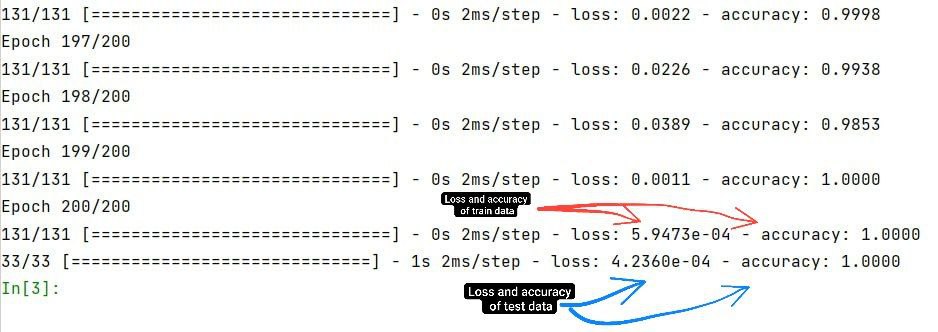 131/131 [==============================] - 0s 2ms/step - loss: 0.0022 - accuracy: 0.9998
Epoch 197/200
131/131 [==============================] - 0s 2ms/step - loss: 0.0226 - accuracy: 0.9938
Epoch 198/200
131/131 [==============================] - 0s 2ms/step - loss: 0.0389 - accuracy: 0.9853
Epoch 199/200
131/131 [==============================] - 0s 2ms/step - loss: 0.0011 - accuracy: 1.0000
Loss and accuracy
of train data
Epoch 200/200
131/131 [==============================] - 0s 2ms/step - loss: 5.9473e-04 - accuracy: 1.0000
33/33 [==============================] - 1s 2ms/step - loss: 4.2360e-04 - accuracy: 1.0000
In[3]:
Loss and accuracy
of test data